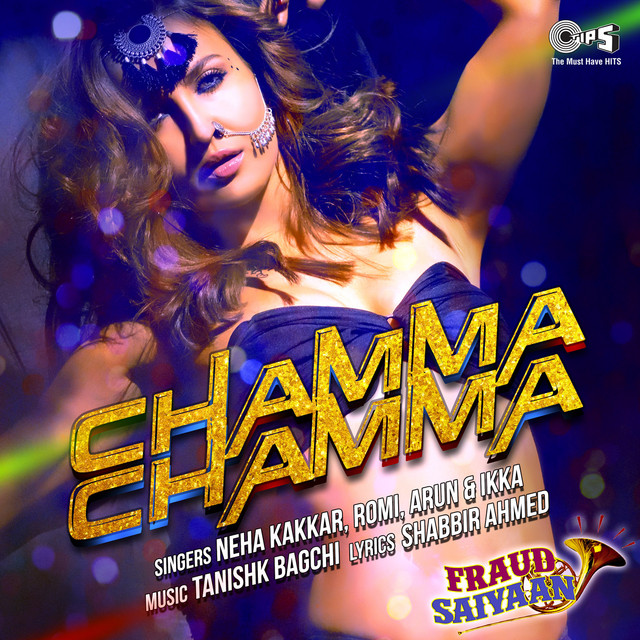 TIPS
The Must Have HITS
CHAMMA
CHAMMA
SINGERS NEHA KAKKAR, ROMI, ARUN & IKKA
MUSIC TANISHK BAGCHI LYRICS SHABBIR AHMED
FRAUD
SAIYAAN